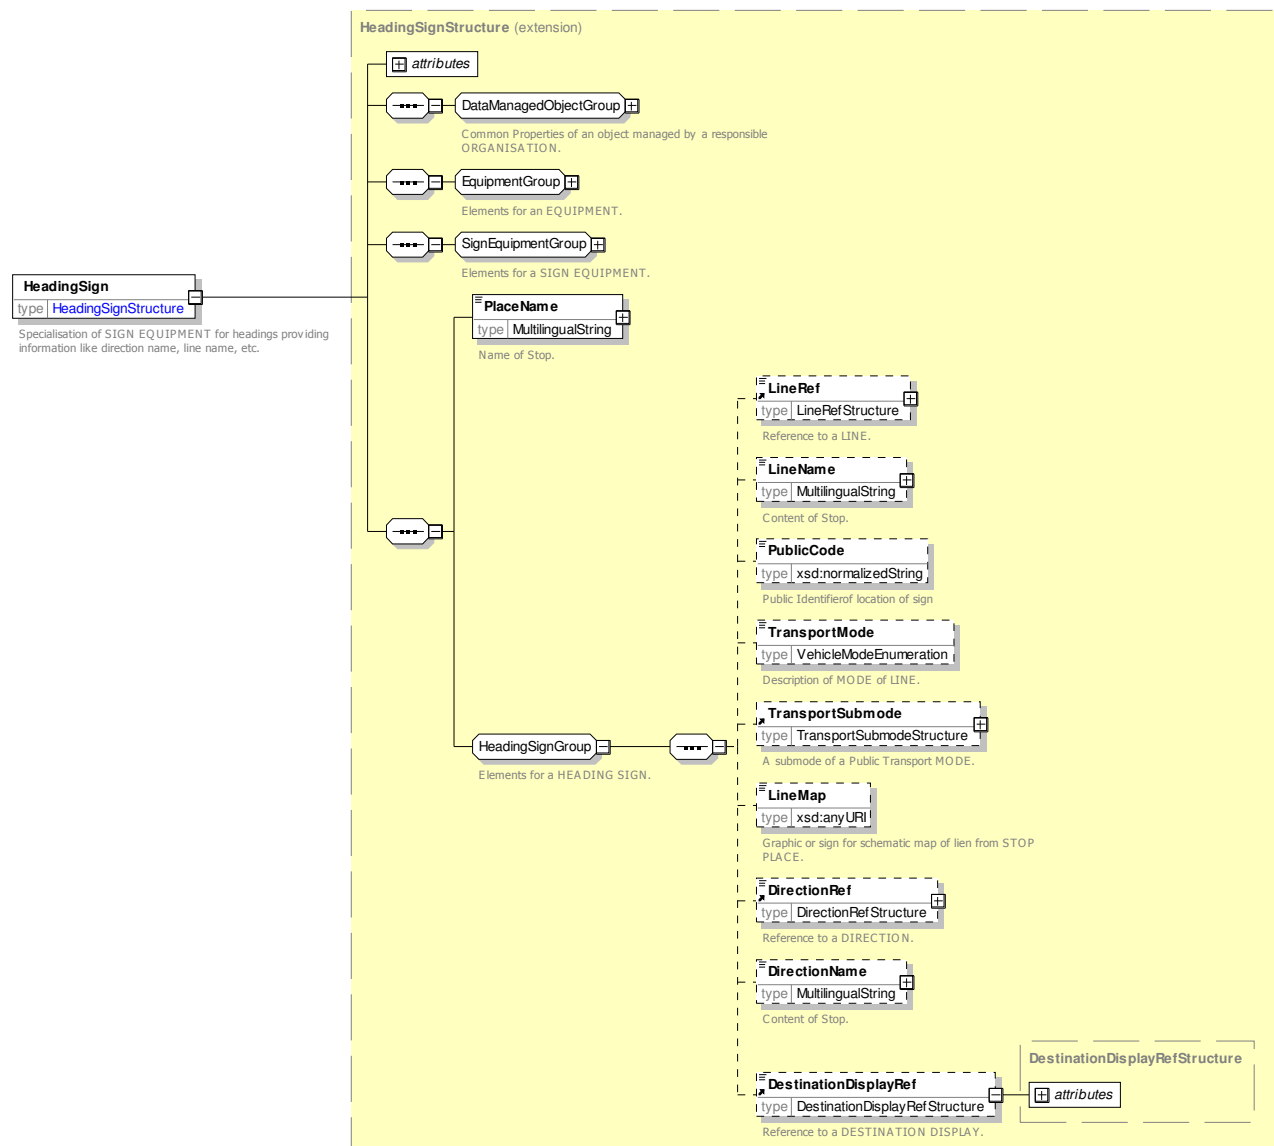 HeadingSignStructure (extension)
attributes
DataManagedObjectGroup
Common Properties of an object managed by a responsible
ORGANISATION.
EquipmentGroup
Elements for an EQUIPMENT.
SignEquipmentGroup
Elements for a SIGN EQUIPMENT.
HeadingSign
type HeadingSignStructure
Specialisation of SIGN EQUIPMENT for headings providing
information like direction name, line name, etc.
PlaceName
type MultilingualString
Name of Stop.
LineRef
type LineRefStructure
Reference to a LINE.
LineName
type MultilingualString
Content of Stop.
PublicCode
type xsd:normalizedString
Public Identifierof location of sign
TransportMode
type VehicleModeEnumeration
Description of MODE of LINE.
TransportSubmode
type TransportSubmodeStructure
A submode of a Public Transport MODE.
HeadingSignGroup
Elements for a HEADING SIGN.
LineMap
type xsd:anyURI
Graphic or sign for schematic map of lien from STOP
PLACE.
DirectionRef
type DirectionRefStructure
Reference to a DIRECTION.
DirectionName
type MultilingualString
Content of Stop.
DestinationDisplayRefStructure
DestinationDisplayRef
type DestinationDisplayRefStructure
attributes
Reference to a DESTINATION DISPLAY.